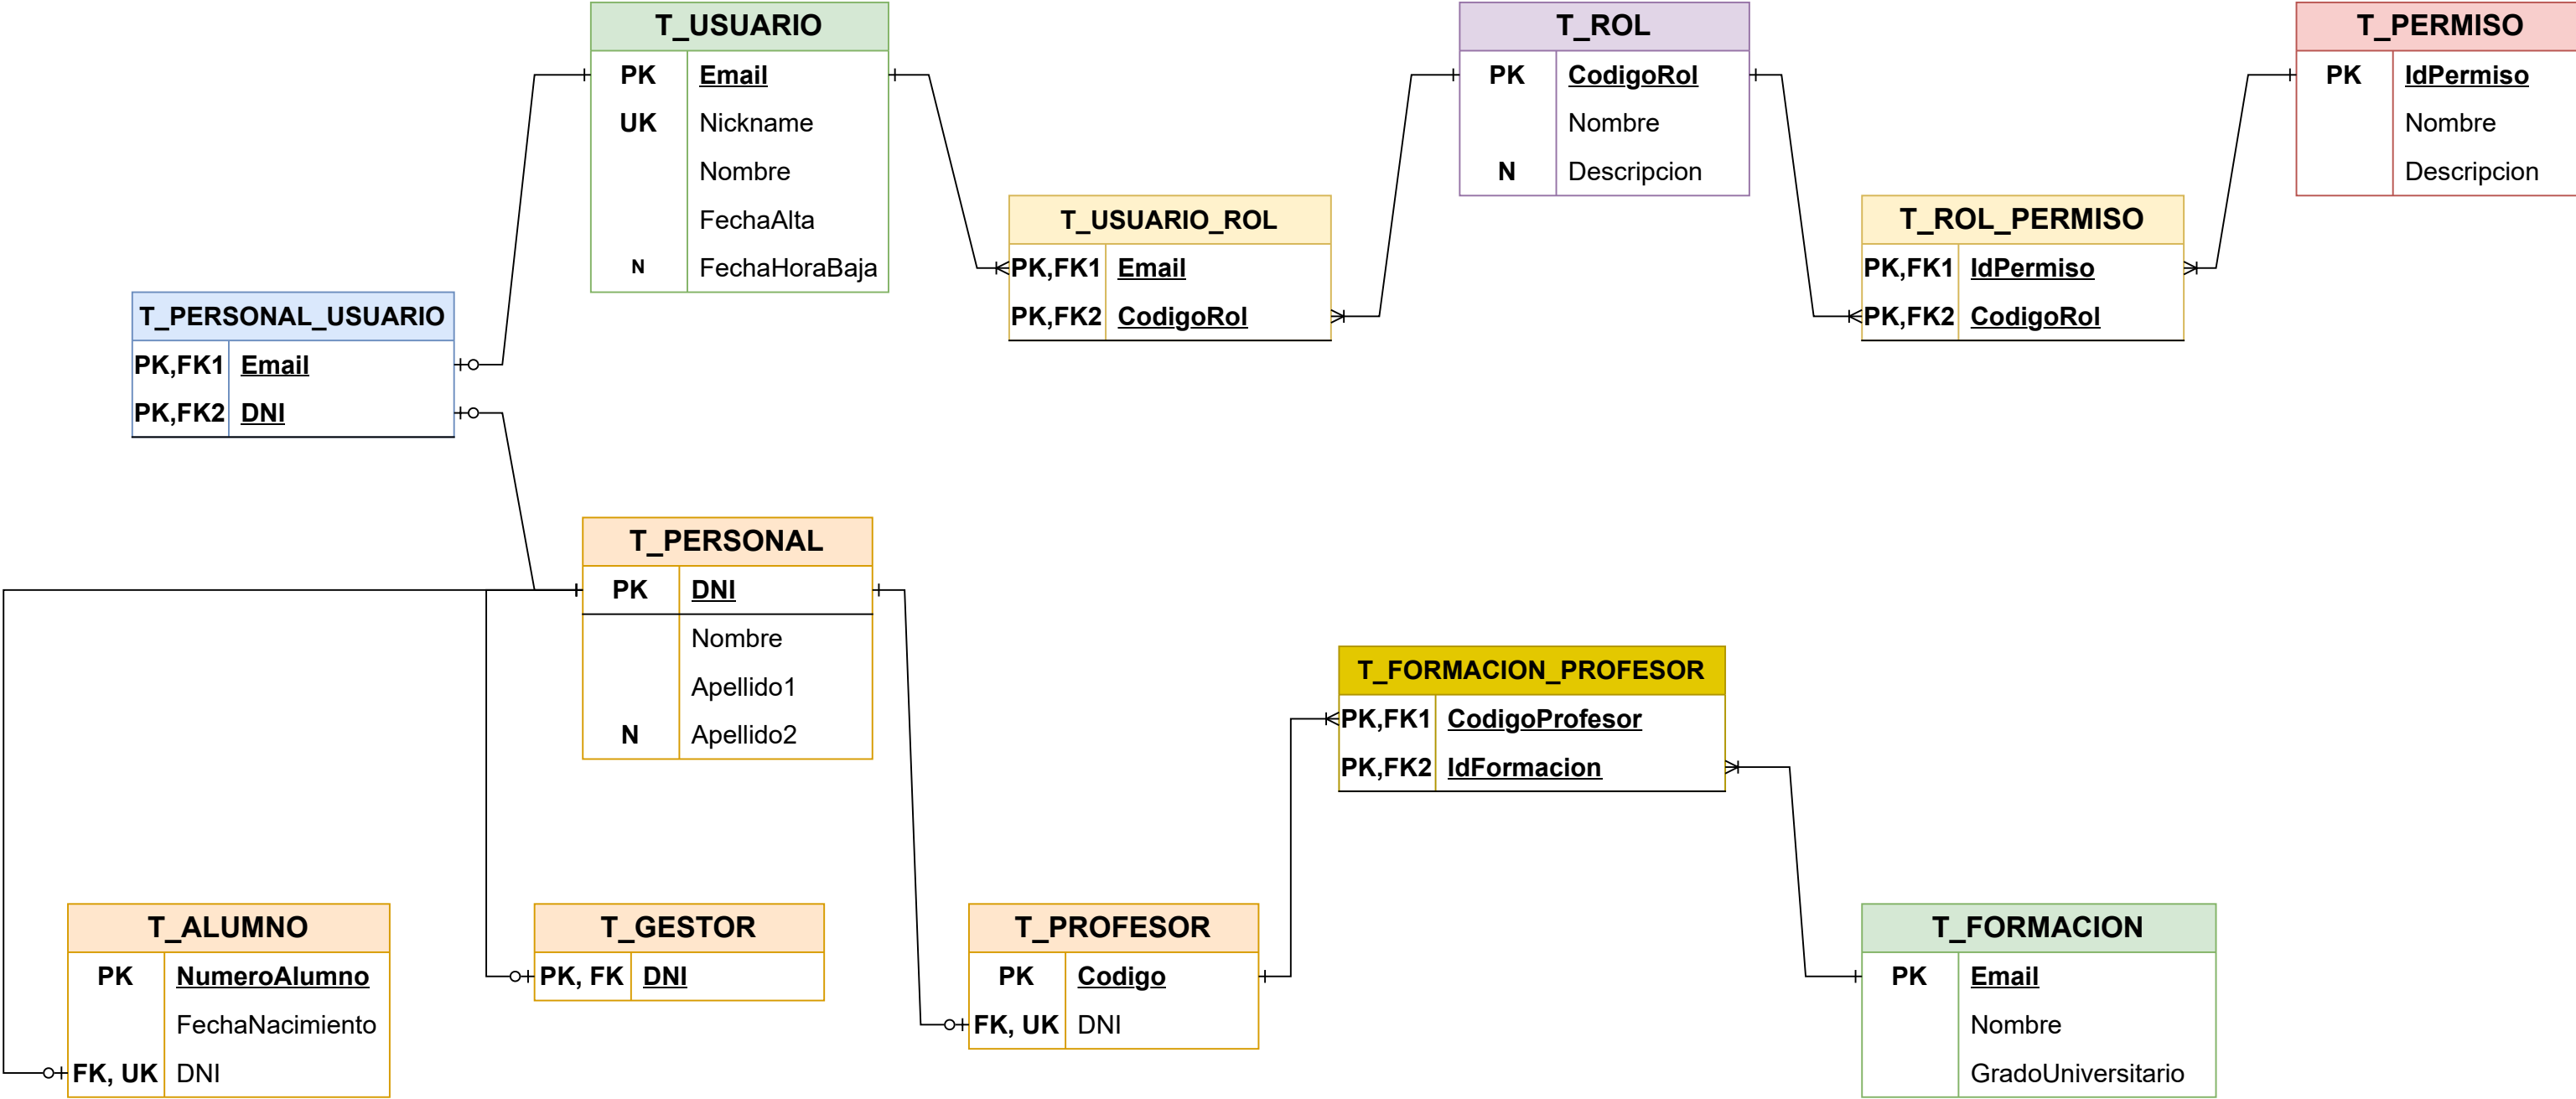 T_USUARIO
PK Email
UK Nickname
Nombre
FechaAlta
N FechaHoraBaja
T_ROL
PK CodigoRol
Nombre
N Descripcion
T_PERMISO
PK IdPermiso
Nombre
Descripcion
T_USUARIO_ROL
PK,FK1 Email
PK,FK2 CodigoRol
T_ROL_PERMISO
PK,FK1 IdPermiso
PK,FK2 CodigoRol
T_PERSONAL_USUARIO
PK,FK1 Email
PK,FK2 DNI
T_PERSONAL
PK DNI
Nombre
Apellido1
N Apellido2
T_FORMACION_PROFESOR
PK,FK1 CodigoProfesor
PK,FK2 IdFormacion
T_ALUMNO
PK NumeroAlumno
FechaNacimiento
FK, UK DNI
T_GESTOR
PK, FK DNI
T_PROFESOR
PK Codigo
FK, UK DNI
T_FORMACION
PK Email
Nombre
GradoUniversitario